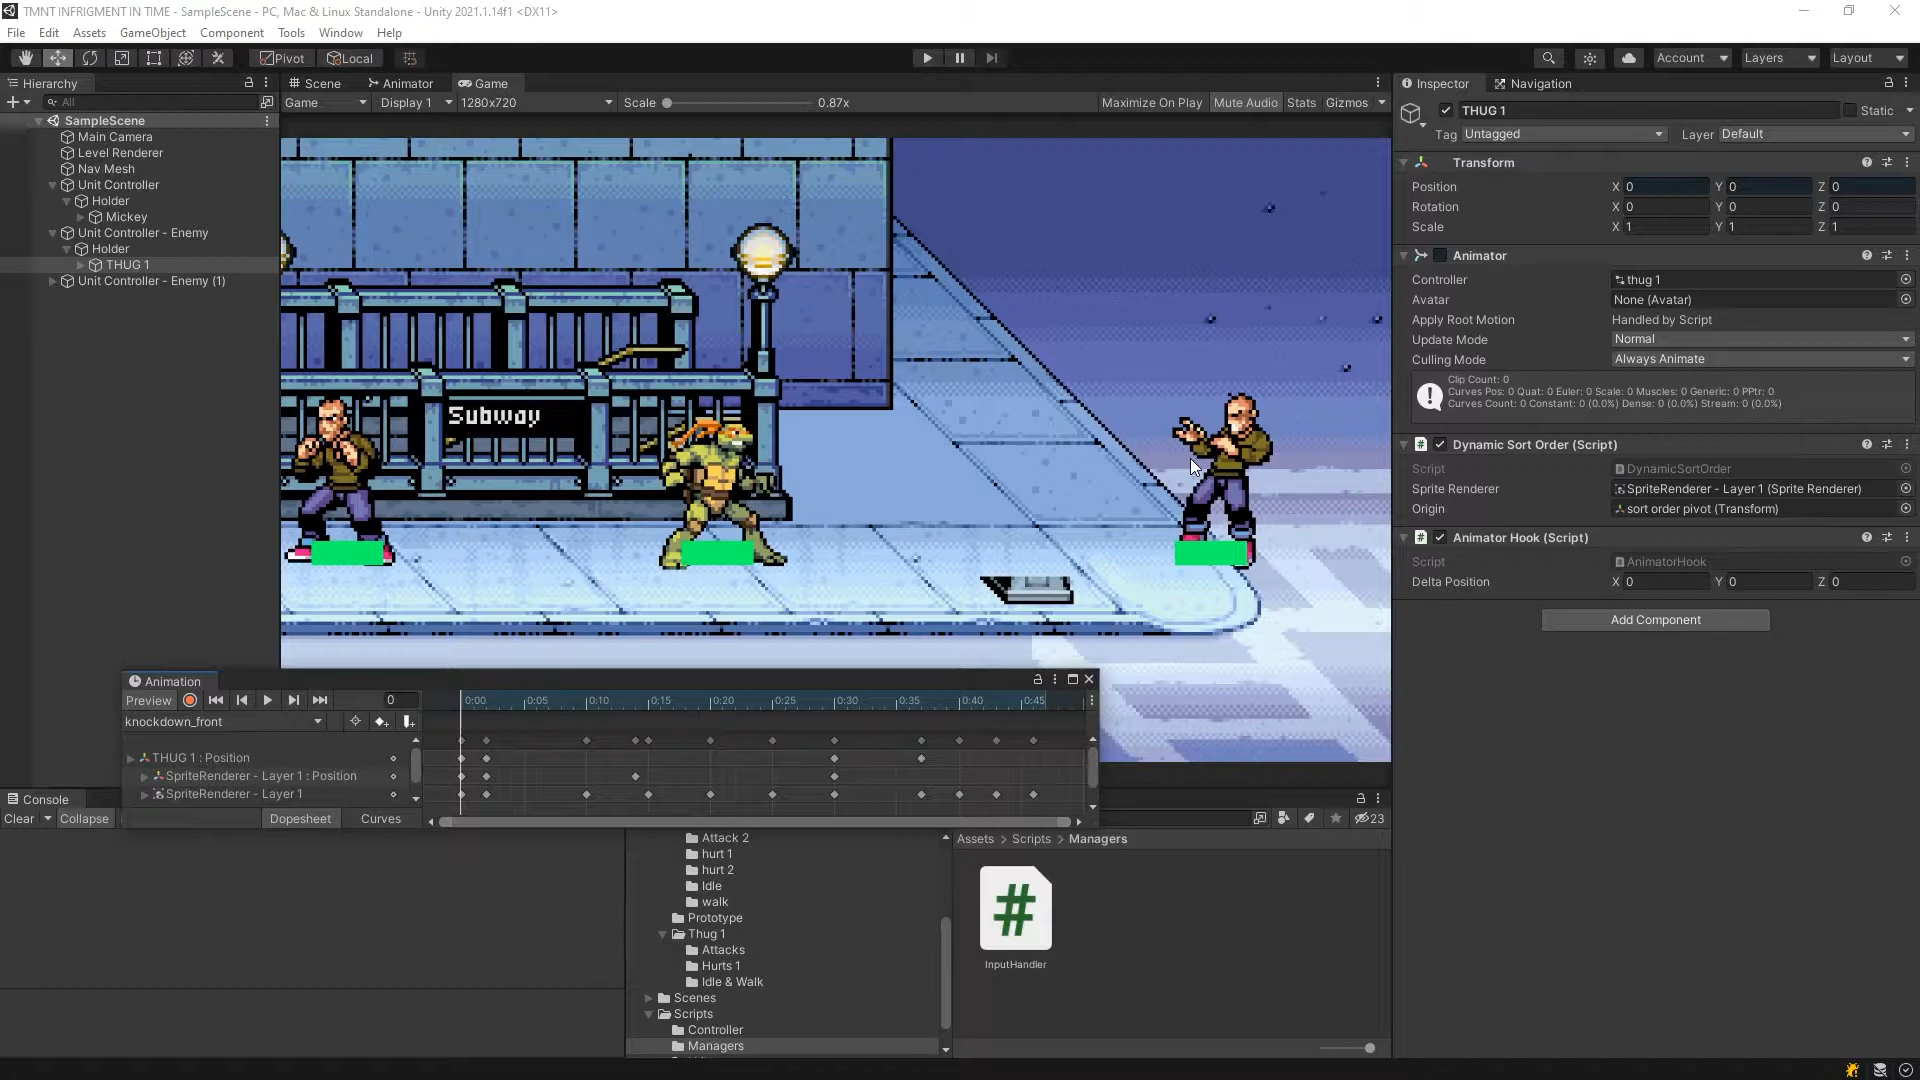 TMNT INFRIGMENT IN TIME - SampleScene - PC, Mac & Linux Standalone - Unity 2021.1.14f1 <DX11>
File Edit Assets GameObject Component Tools Window Help
Pivot Local Account Layers Layout
Hierarchy
All
SampleScene
Main Camera
Level Renderer
Nav Mesh
Unit Controller
Holder
Mickey
Unit Controller - Enemy
Holder
THUG 1
Unit Controller - Enemy (1)
Scene Animator Game
Game Display 1 1280x720 Scale 0.87x Maximize On Play Mute Audio Stats Gizmos
Subway
Inspector Navigation
THUG 1 Static
Tag Untagged Layer Default
Transform
Position X 0 Y 0 Z 0
Rotation X 0 Y 0 Z 0
Scale X 1 Y 1 Z 1
Animator
Controller thug 1
Avatar None (Avatar)
Apply Root Motion Handled by Script
Update Mode Normal
Culling Mode Always Animate
Clip Count: 0
Curves Pos: 0 Quat: 0 Euler: 0 Scale: 0 Muscles: 0 Generic: 0 PPtr: 0
Curves Count: 0 Constant: 0 (0.0%) Dense: 0 (0.0%) Stream: 0 (0.0%)
Dynamic Sort Order (Script)
Script DynamicSortOrder
Sprite Renderer SpriteRenderer - Layer 1 (Sprite Renderer)
Origin sort order pivot (Transform)
Animator Hook (Script)
Script AnimatorHook
Delta Position X 0 Y 0 Z 0
Add Component
Animation
Preview 0 0:00 0:05 0:10 0:15 0:20 0:25 0:30 0:35 0:40 0:45
knockdown_front
THUG 1 : Position
SpriteRenderer - Layer 1 : Position
SpriteRenderer - Layer 1
Dopesheet Curves
Console
Clear Collapse
23
Attack 2
hurt 1
hurt 2
Idle
walk
Prototype
Thug 1
Attacks
Hurts 1
Idle & Walk
Scenes
Scripts
Controller
Managers
Assets > Scripts > Managers
#
InputHandler